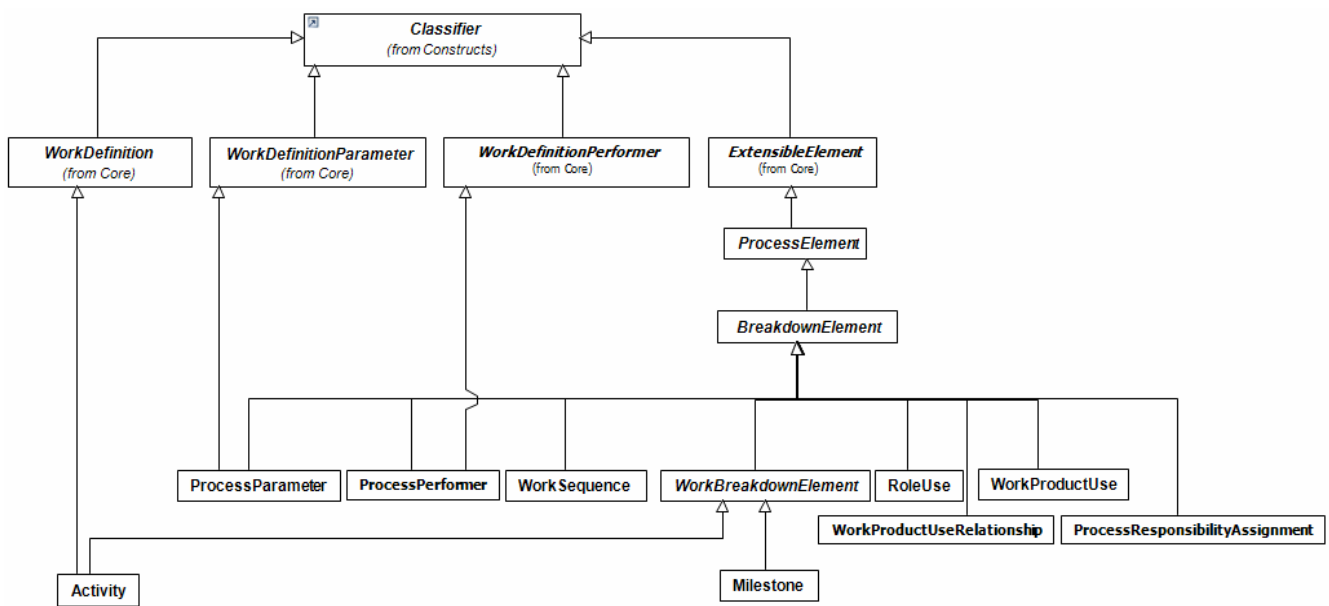 Classifier
(from Constructs)
WorkDefinition
(from Core)
WorkDefinitionParameter
(from Core)
WorkDefinitionPerformer
(from Core)
ExtensibleElement
(from Core)
ProcessElement
BreakdownElement
ProcessParameter
ProcessPerformer
WorkSequence
WorkBreakdownElement
RoleUse
WorkProductUse
WorkProductUseRelationship
ProcessResponsibilityAssignment
Activity
Milestone